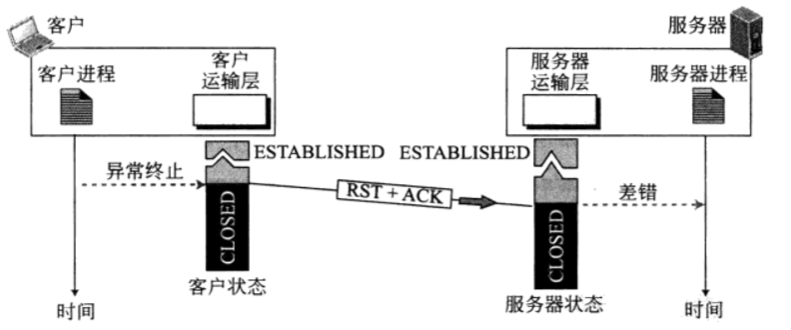 客户
服务器
客户进程
客户
运输层
服务器
运输层
服务器进程
ESTABLISHED
ESTABLISHED
异常终止
RST + ACK
差错
CLOSED
CLOSED
客户状态
服务器状态
时间
时间